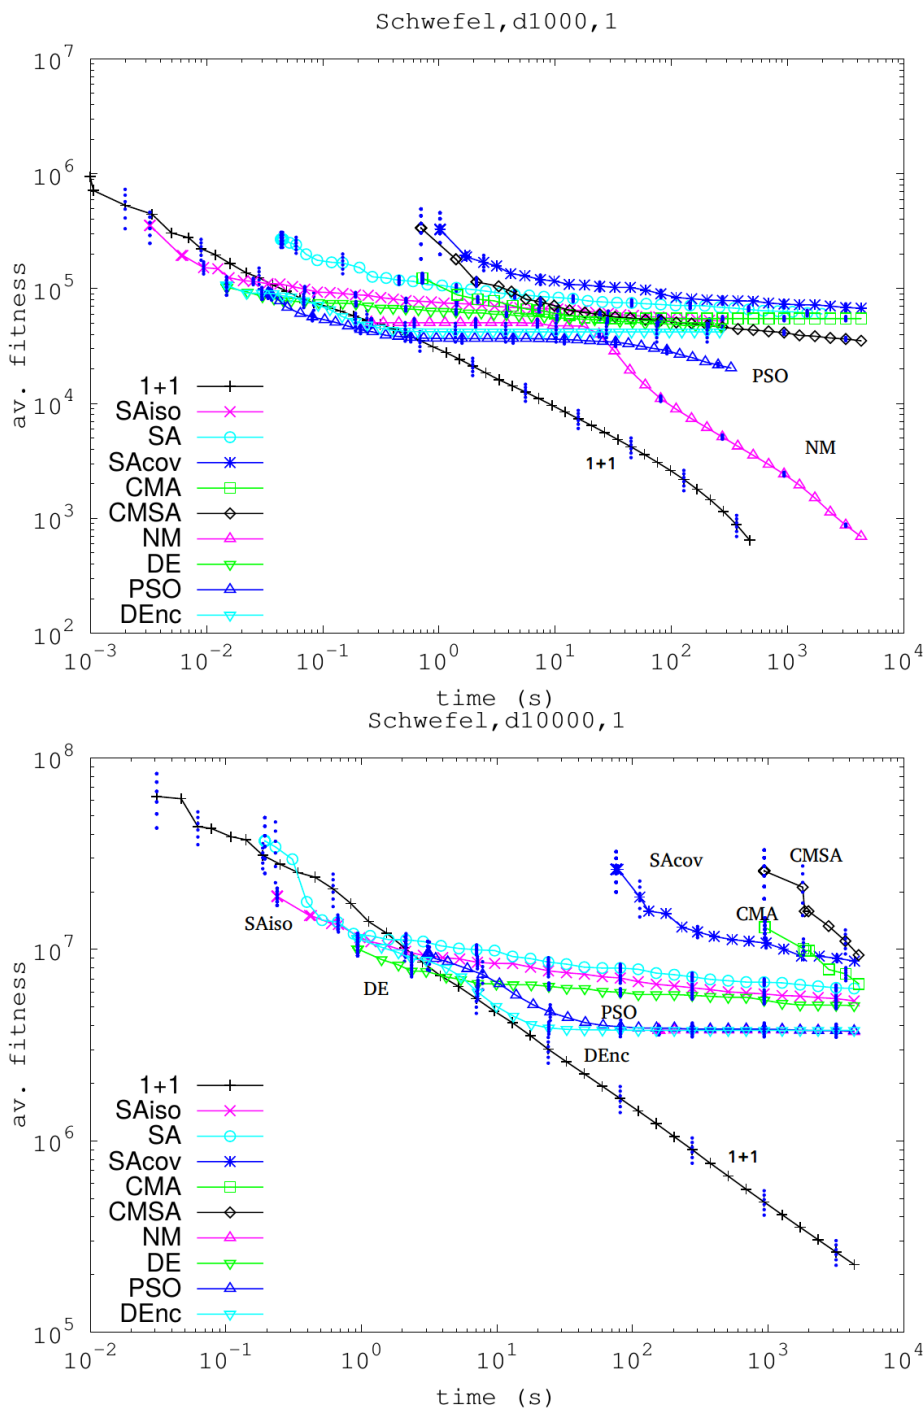 Schwefel,d1000,1
10^7
10^6
10^5
10^4
10^3
10^2
av. fitness
PSO
NM
1+1
1+1
SAiso
SA
SAcov
CMA
CMSA
NM
DE
PSO
DEnc
10^-3 10^-2 10^-1 10^0 10^1 10^2 10^3 10^4
time (s)
Schwefel,d10000,1
10^8
10^7
10^6
10^5
av. fitness
SAcov
CMSA
CMA
SAiso
DE
PSO
DEnc
1+1
1+1
SAiso
SA
SAcov
CMA
CMSA
NM
DE
PSO
DEnc
10^-2 10^-1 10^0 10^1 10^2 10^3 10^4
time (s)